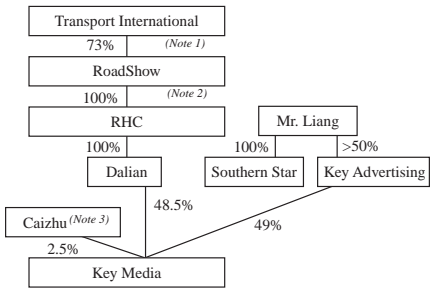 Transport International
73% (Note 1)
RoadShow
100% (Note 2)
RHC
Mr. Liang
100%
100% >50%
Dalian
Southern Star
Key Advertising
48.5%
Caizhu (Note 3)
49%
2.5%
Key Media